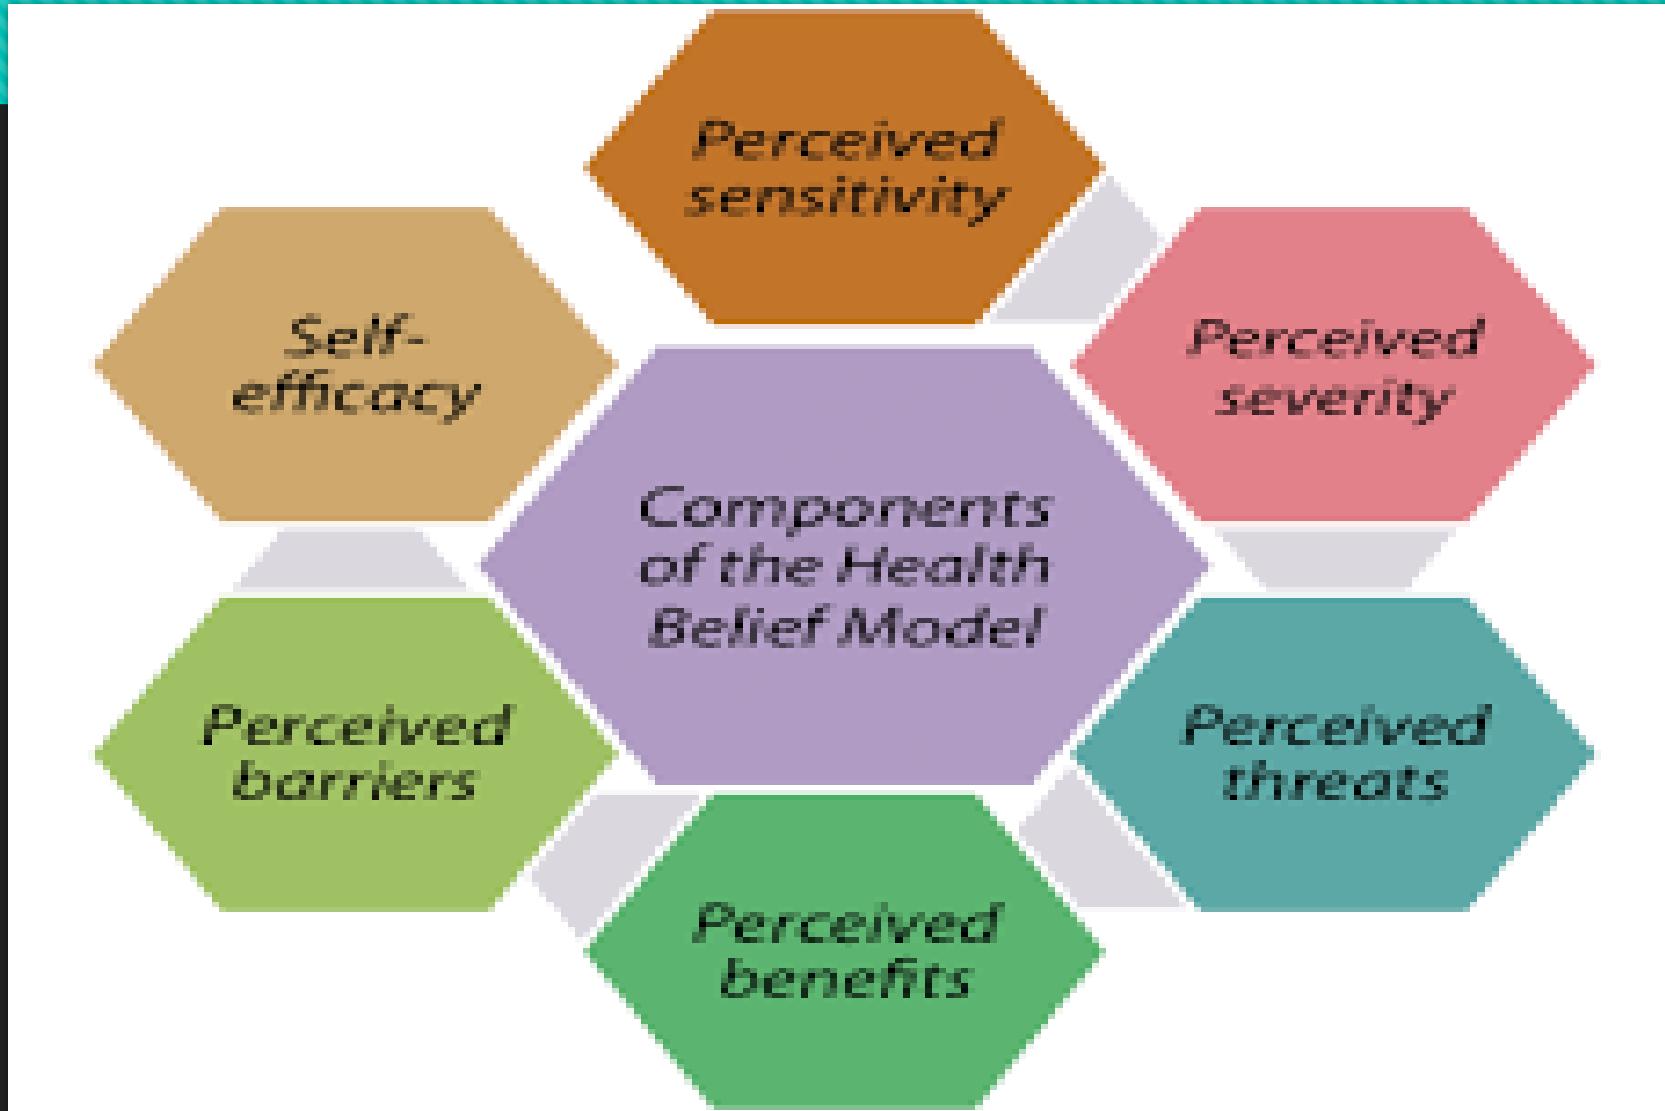 Perceived
sensitivity
Perceived
severity
Perceived
threats
Perceived
benefits
Perceived
barriers
Self-
efficacy
Components
of the Health
Belief Model